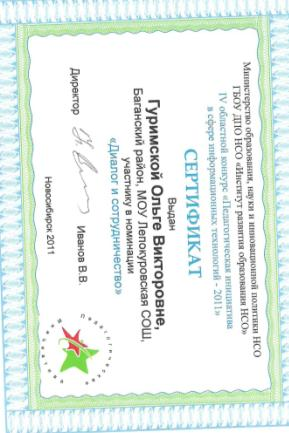 Министерство образования, науки и инновационной политики НСО
ГБОУ ДПО НСО «Институт развития образования НСО»
IV областной конкурс «Педагогическая инициатива
в сфере информационных технологий - 2011»
СЕРТИФИКАТ
Выдан
Гуримской Ольге Викторовне,
Баганский район, МОУ Лепокуровская СОШ,
участнику в номинации
«Диалог и сотрудничество»
Директор Иванов В.В.
Новосибирск 2011